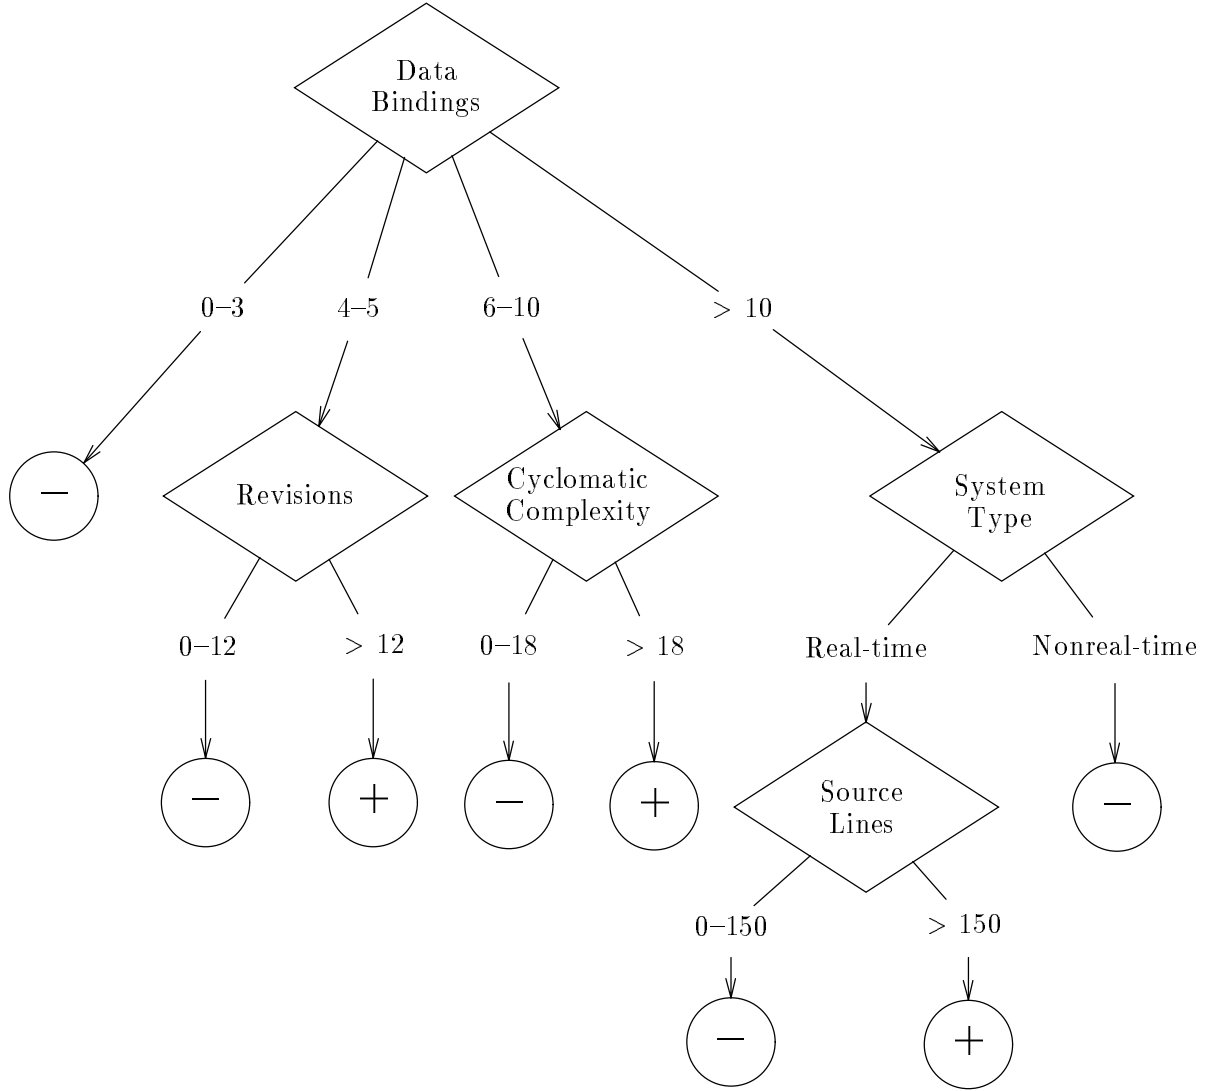 Data
Bindings
0–3
4–5
6–10
> 10
−
Revisions
Cyclomatic
Complexity
System
Type
0–12
> 12
0–18
> 18
Real-time
Nonreal-time
−
+
−
+
Source
Lines
−
0–150
> 150
−
+